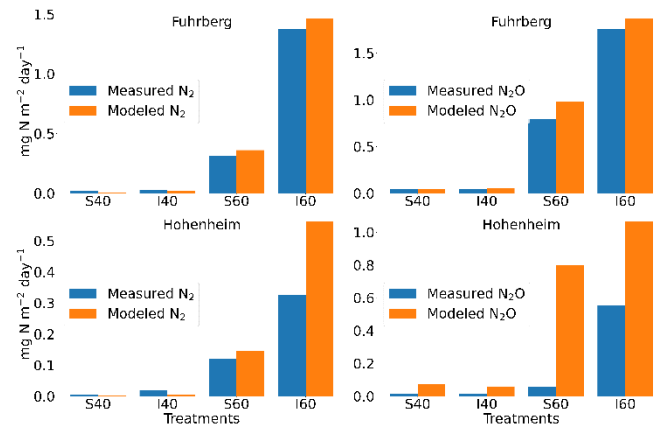 Fuhrberg
mg N m⁻² day⁻¹
1.5
1.0
0.5
0.0
Measured N₂
Modeled N₂
S40 I40 S60 I60
Fuhrberg
1.5
1.0
0.5
0.0
Measured N₂O
Modeled N₂O
S40 I40 S60 I60
Hohenheim
mg N m⁻² day⁻¹
0.5
0.4
0.3
0.2
0.1
0.0
Measured N₂
Modeled N₂
S40 I40 S60 I60
Treatments
Hohenheim
1.0
0.8
0.6
0.4
0.2
0.0
Measured N₂O
Modeled N₂O
S40 I40 S60 I60
Treatments